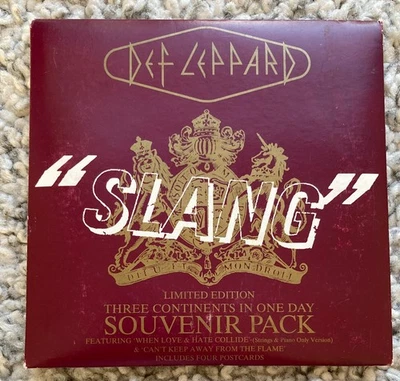 DEF LEPPARD
"SLANG"
DIEU ET MON DROIT
LIMITED EDITION
THREE CONTINENTS IN ONE DAY
SOUVENIR PACK
FEATURING 'WHEN LOVE & HATE COLLIDE' (Strings & Piano Only Version)
& 'CAN'T KEEP AWAY FROM THE FLAME'
INCLUDES FOUR POSTCARDS